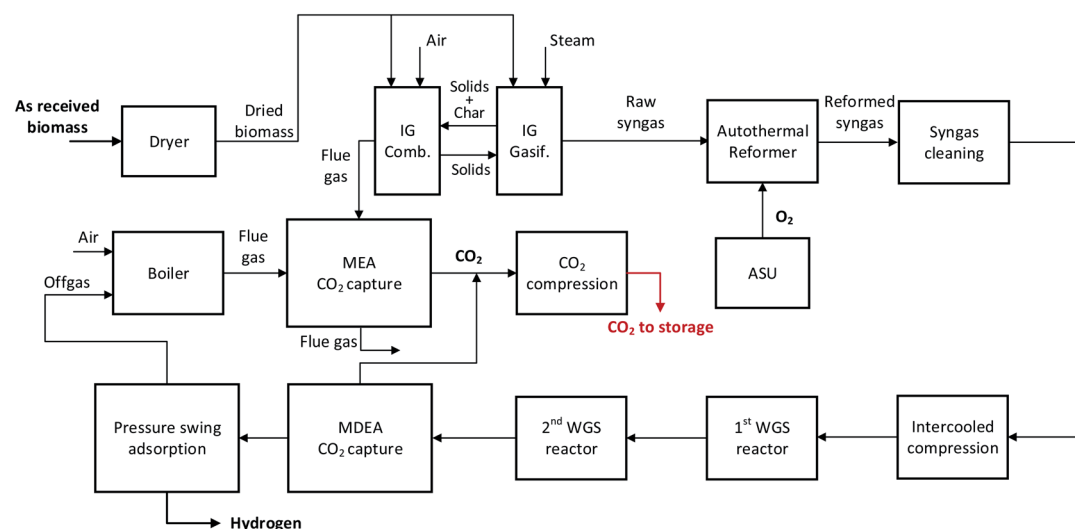 Air
Steam
As received
biomass
Dryer
Dried
biomass
Solids
+
Char
IG
Comb.
IG
Gasif.
Solids
Raw
syngas
Autothermal
Reformer
Reformed
syngas
Syngas
cleaning
Flue
gas
O₂
ASU
Air
Offgas
Boiler
Flue
gas
MEA
CO₂ capture
CO₂
CO₂
compression
CO₂ to storage
Flue gas
Pressure swing
adsorption
MDEA
CO₂ capture
2nd WGS
reactor
1st WGS
reactor
Intercooled
compression
Hydrogen